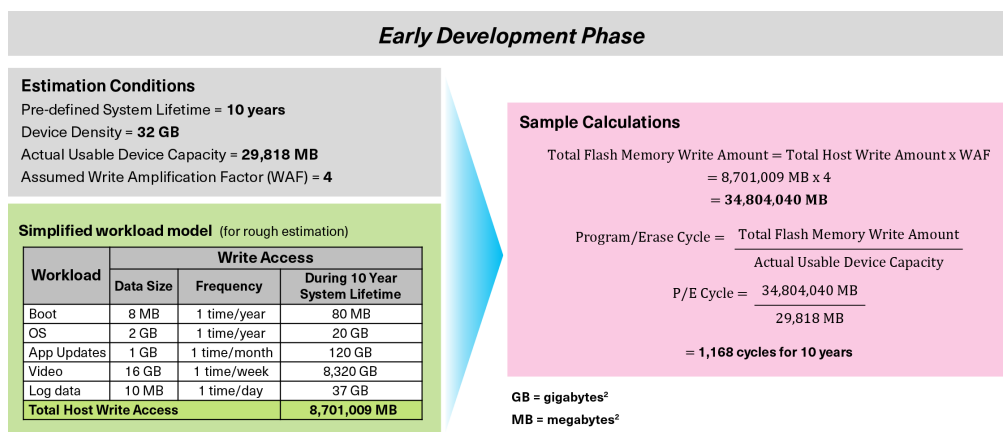 Early Development Phase
Estimation Conditions
Pre-defined System Lifetime = 10 years
Device Density = 32 GB
Actual Usable Device Capacity = 29,818 MB
Assumed Write Amplification Factor (WAF) = 4
Simplified workload model (for rough estimation)
Workload
Write Access
Data Size
Frequency
During 10 Year
System Lifetime
Boot 8 MB 1 time/year 80 MB
OS 2 GB 1 time/year 20 GB
App Updates 1 GB 1 time/month 120 GB
Video 16 GB 1 time/week 8,320 GB
Log data 10 MB 1 time/day 37 GB
Total Host Write Access 8,701,009 MB
Sample Calculations
Total Flash Memory Write Amount = Total Host Write Amount x WAF
= 8,701,009 MB x 4
= 34,804,040 MB
Program/Erase Cycle = Total Flash Memory Write Amount
Actual Usable Device Capacity
P/E Cycle = 34,804,040 MB
29,818 MB
= 1,168 cycles for 10 years
GB = gigabytes²
MB = megabytes²